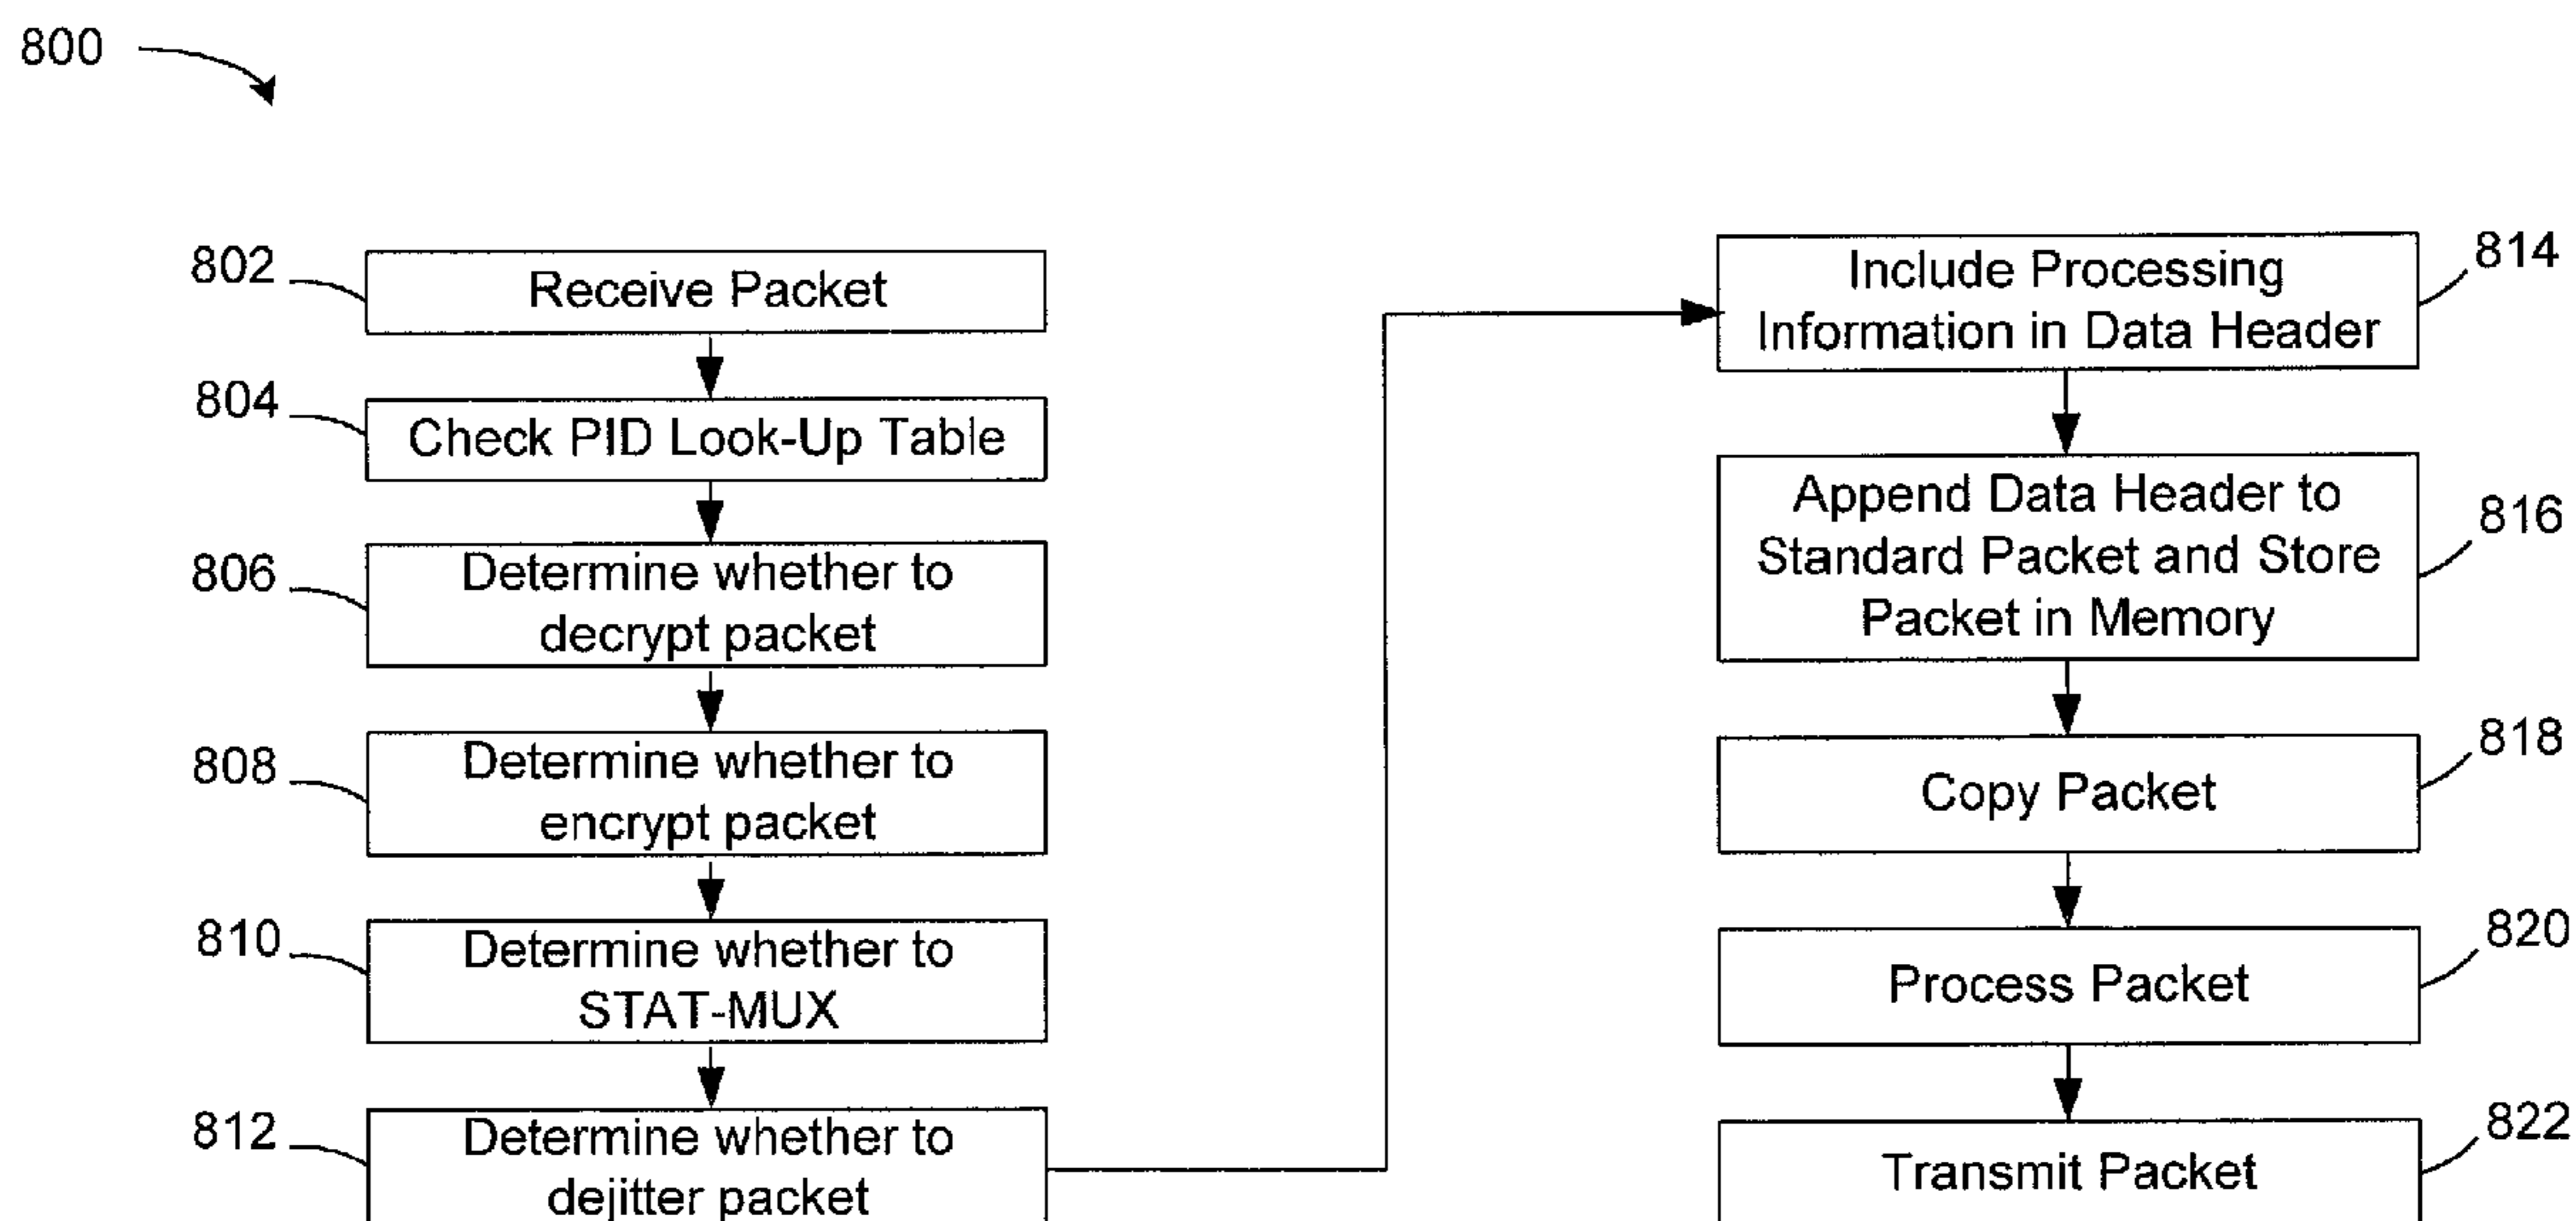 800
802
Receive Packet
804
Check PID Look-Up Table
806
Determine whether to
decrypt packet
808
Determine whether to
encrypt packet
810
Determine whether to
STAT-MUX
812
Determine whether to
dejitter packet
814
Include Processing
Information in Data Header
816
Append Data Header to
Standard Packet and Store
Packet in Memory
818
Copy Packet
820
Process Packet
822
Transmit Packet